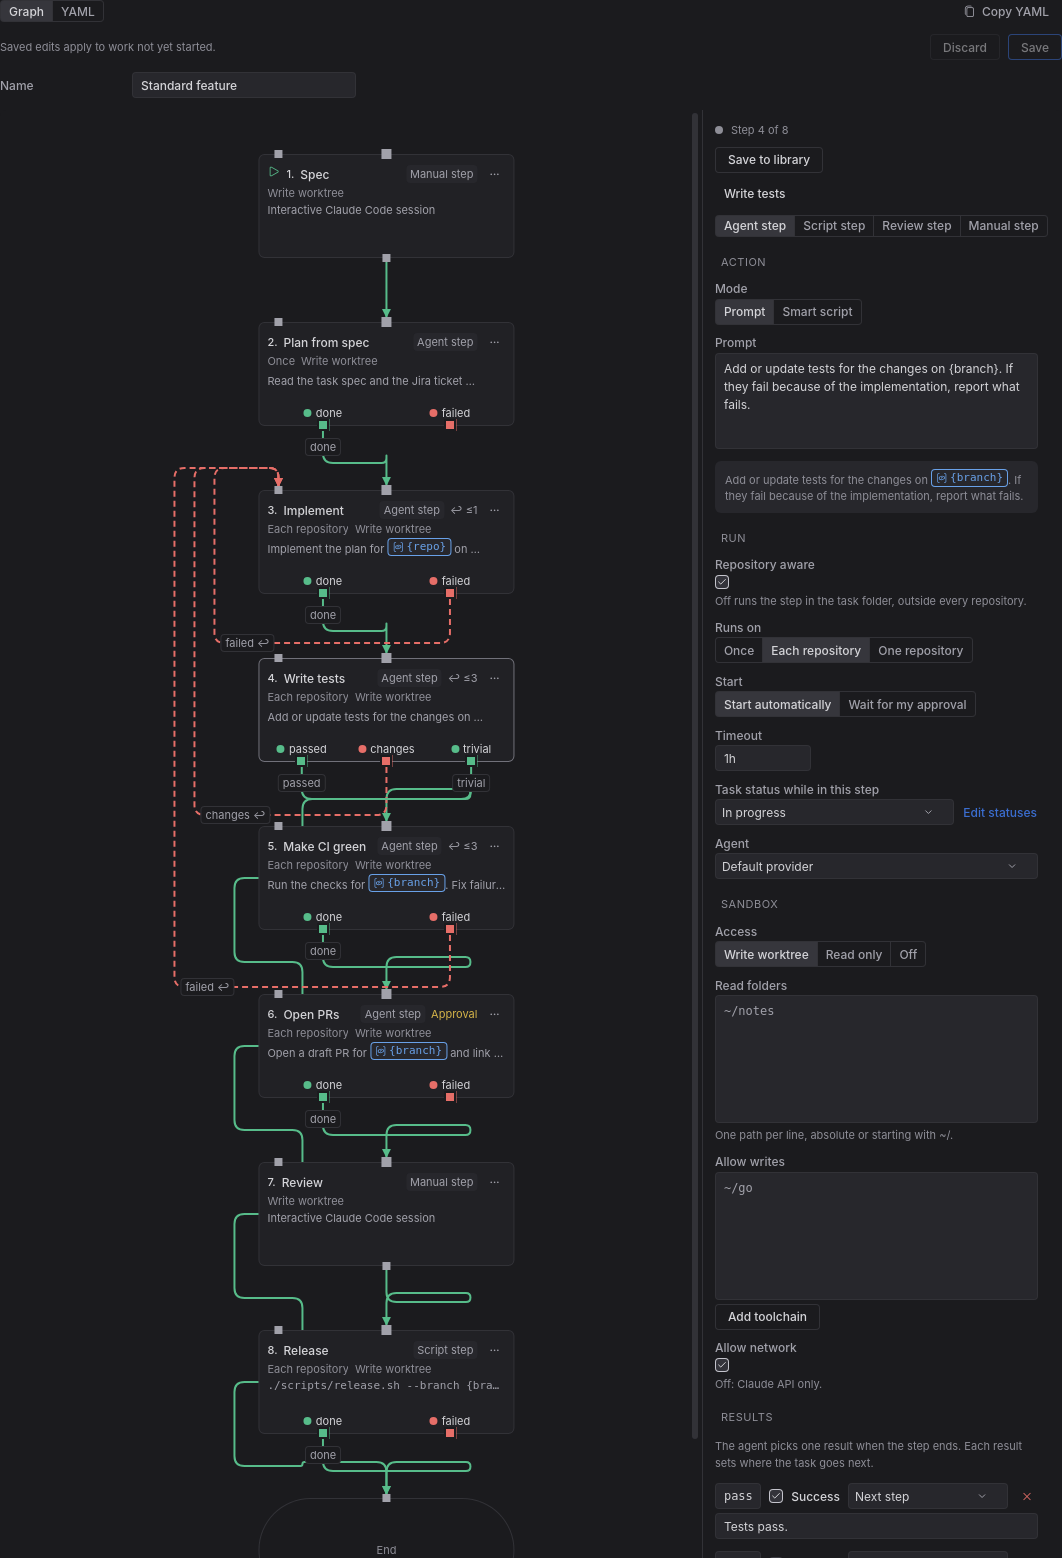 Graph YAML
Copy YAML
Saved edits apply to work not yet started.
Discard Save
Name Standard feature
1. Spec Manual step ...
Write worktree
Interactive Claude Code session
2. Plan from spec Agent step ...
Once Write worktree
Read the task spec and the Jira ticket ...
done failed
done
3. Implement Agent step ↩ ≤1 ...
Each repository Write worktree
Implement the plan for {repo} on ...
done failed
done
failed ↩
4. Write tests Agent step ↩ ≤3 ...
Each repository Write worktree
Add or update tests for the changes on ...
passed changes trivial
passed trivial
changes ↩
5. Make CI green Agent step ↩ ≤3 ...
Each repository Write worktree
Run the checks for {branch}. Fix failur...
done failed
done
failed ↩
6. Open PRs Agent step Approval ...
Each repository Write worktree
Open a draft PR for {branch} and link ...
done failed
done
7. Review Manual step ...
Write worktree
Interactive Claude Code session
8. Release Script step ...
Each repository Write worktree
./scripts/release.sh --branch {bra…
done failed
done
End
Step 4 of 8
Save to library
Write tests
Agent step Script step Review step Manual step
ACTION
Mode
Prompt Smart script
Prompt
Add or update tests for the changes on {branch}. If
they fail because of the implementation, report what
fails.
Add or update tests for the changes on {branch}. If
they fail because of the implementation, report what fails.
RUN
Repository aware
Off runs the step in the task folder, outside every repository.
Runs on
Once Each repository One repository
Start
Start automatically Wait for my approval
Timeout
1h
Task status while in this step
In progress Edit statuses
Agent
Default provider
SANDBOX
Access
Write worktree Read only Off
Read folders
~/notes
One path per line, absolute or starting with ~/.
Allow writes
~/go
Add toolchain
Allow network
Off: Claude API only.
RESULTS
The agent picks one result when the step ends. Each result
sets where the task goes next.
pass Success Next step ×
Tests pass.